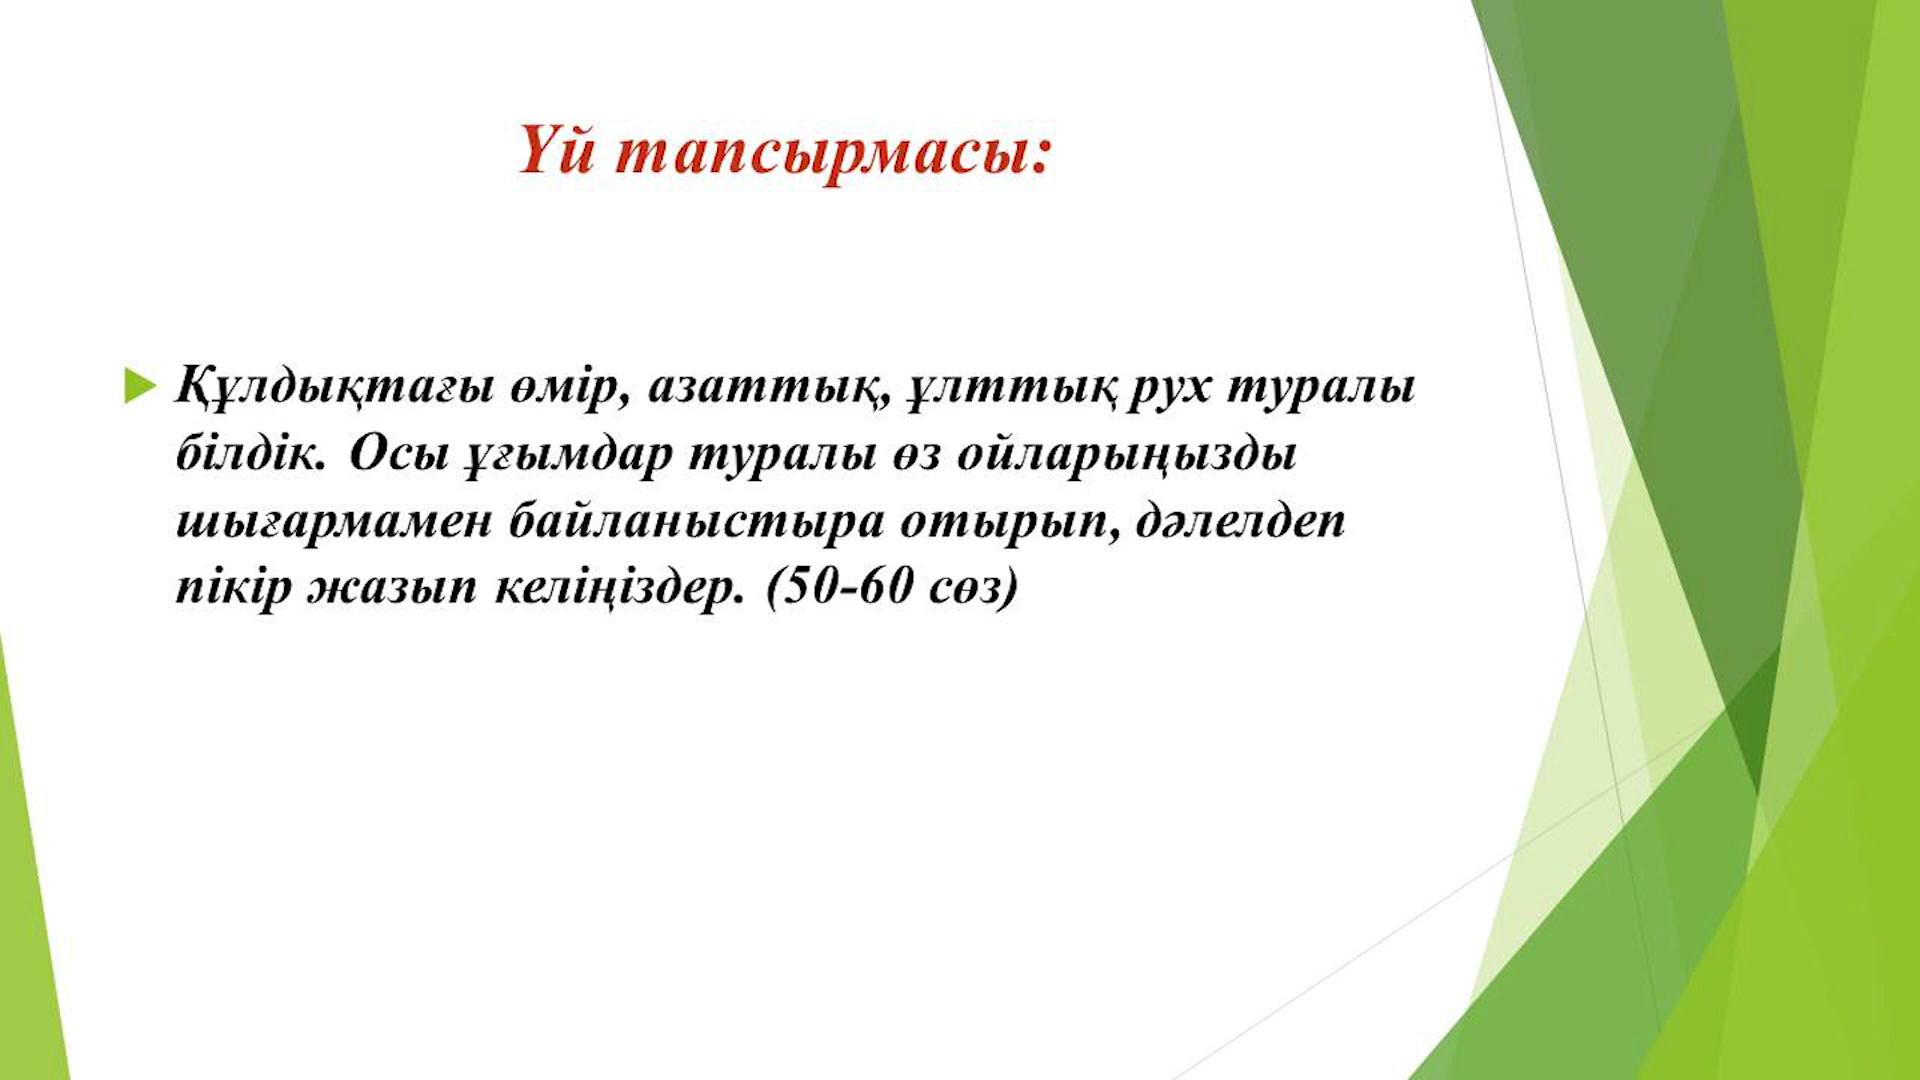 Үй тапсырмасы:
Құлдықтағы өмір, азаттық, ұлттық рух туралы
білдік. Осы ұғымдар туралы өз ойларыңызды
шығармамен байланыстыра отырып, дәлелдеп
пікір жазып келіңіздер. (50-60 сөз)